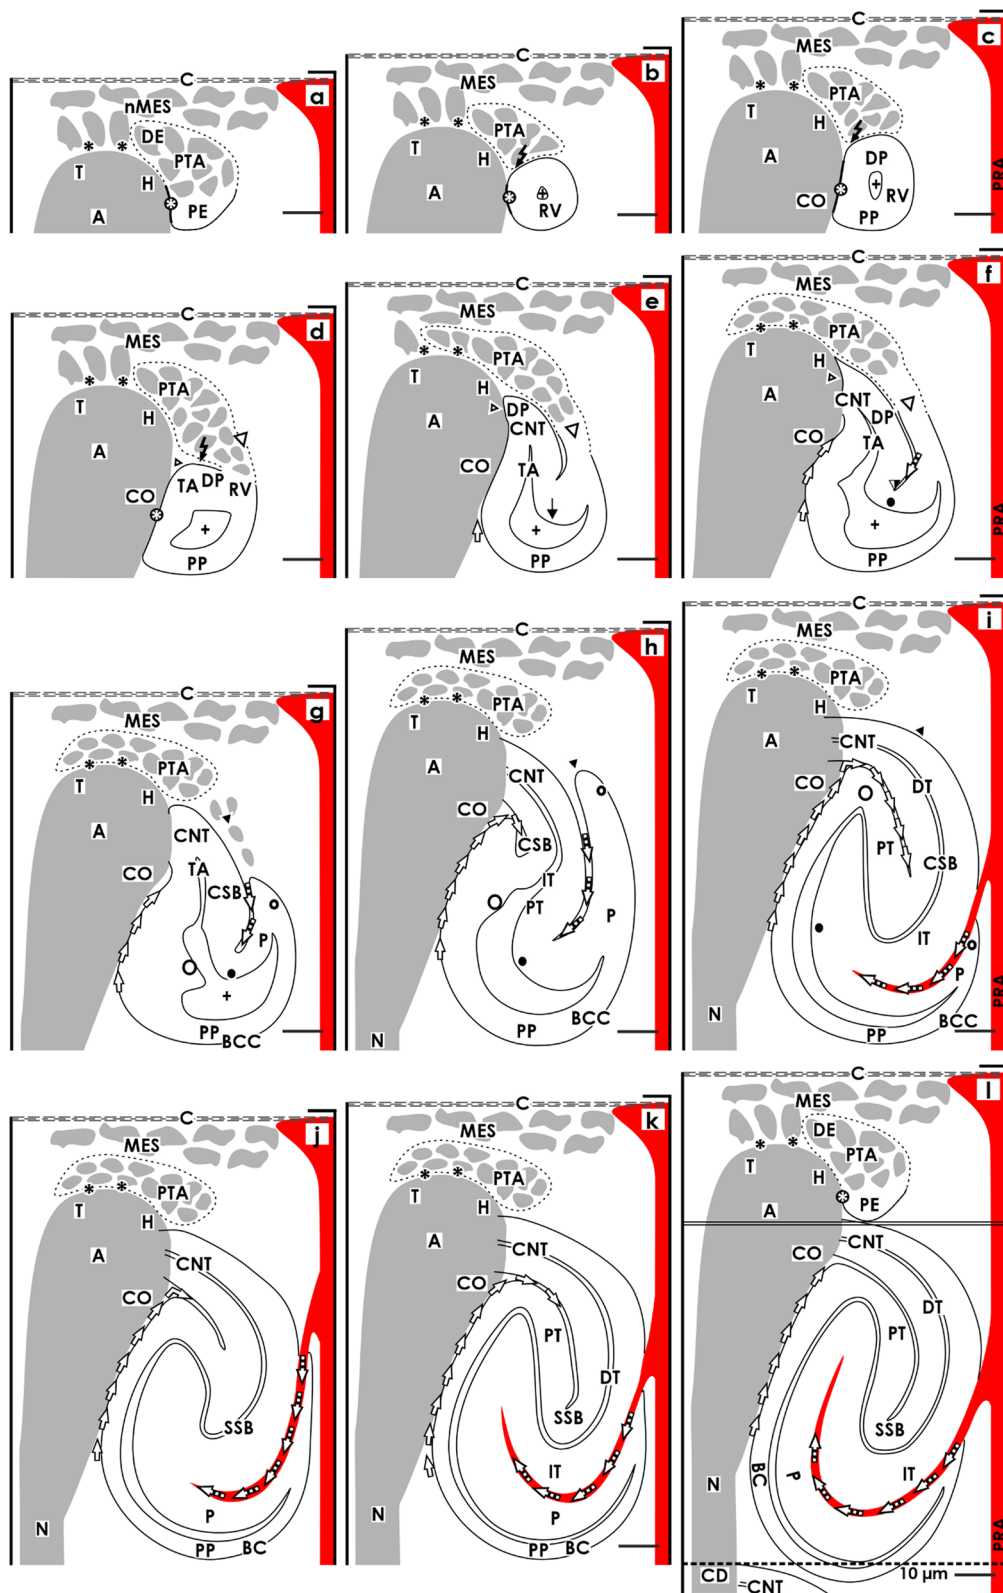 C
a
nMES
DE
PTA
T
H
A
PE
C
b
MES
PTA
T
H
A
RV
C
c
MES
PTA
T
H
A
DP
CO
RV
PP
PRA
C
d
MES
PTA
T
H
A
TA DP RV
CO
PP
C
e
MES
PTA
T
H
DP
A
CNT
CO
TA
PP
C
f
MES
PTA
T
H
A
CNT
DP
CO
TA
PP
PRA
C
g
MES
PTA
T
H
A
CNT
CO
TA
CSB
P
PP
BCC
C
h
MES
PTA
T
H
A
CNT
CO
CSB
IT
PT
P
PP
BCC
N
C
i
MES
PTA
H
T
A
CNT
CO
DT
PT
CSB
IT
P
PRA
N
PP
BCC
C
j
MES
PTA
T
H
A
CNT
CO
SSB
P
N
PP
BC
C
k
MES
PTA
T
H
A
CNT
CO
PT
DT
SSB
IT
P
N
PP
BC
C
l
MES
DE
PTA
T
H
A
PE
CNT
CO
DT
PT
SSB
BC
P
IT
N
PRA
CD
CNT
10 µm